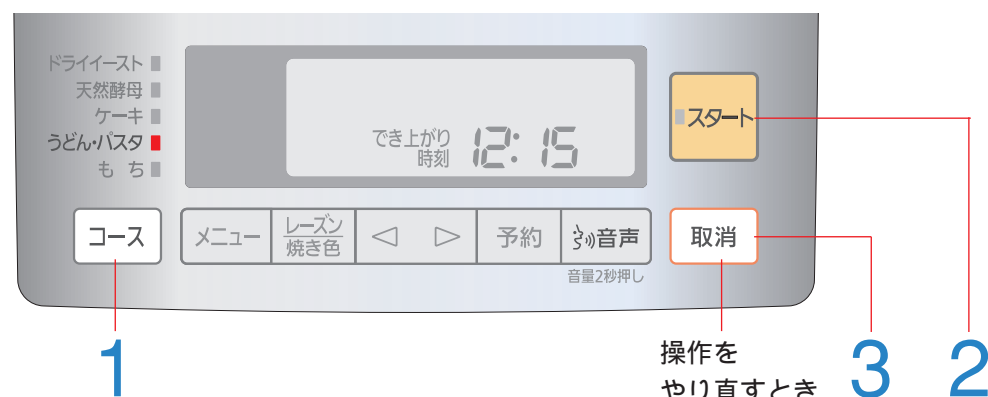 ドライイースト
天然酵母
ケーキ
うどん・パスタ
もち
でき上がり
時刻
12:15
スタート
コース
メニュー
レーズン
焼き色
予約
音声
取消
音量2秒押し
1
操作を
やり直すとき
3
2